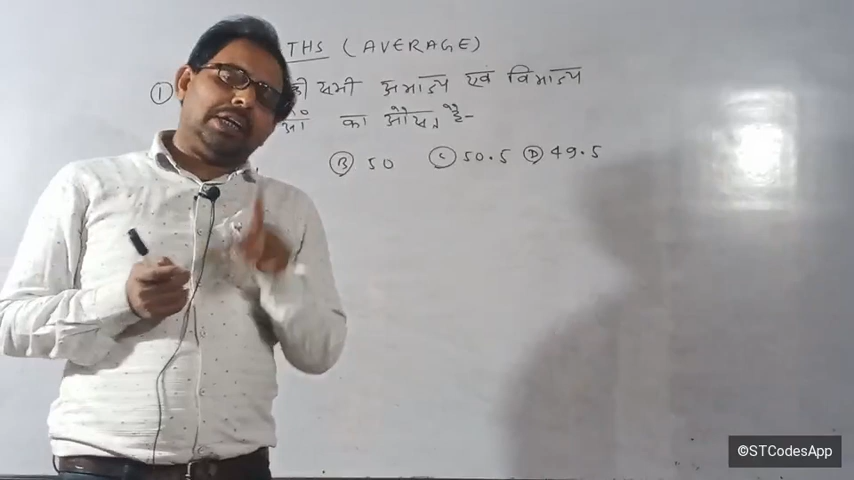 THS (AVERAGE)
① की सभी अभाज्य एवं विभाज्य
का औसत है-
Ⓑ 50 Ⓒ 50.5 Ⓓ 49.5
©STCodesApp